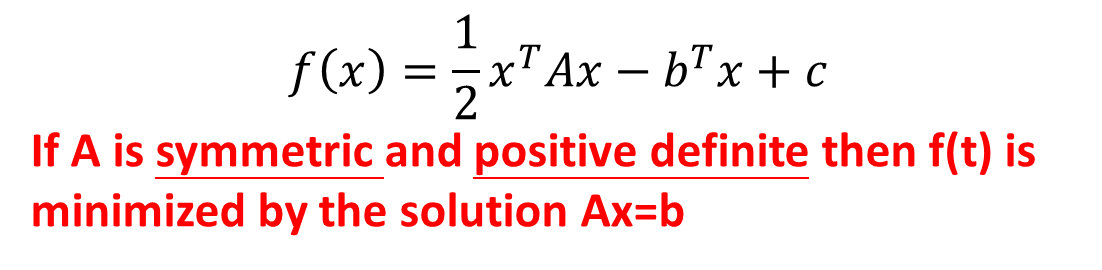 f(x) = 1/2 x^T Ax − b^T x + c
If A is symmetric and positive definite then f(t) is
minimized by the solution Ax=b